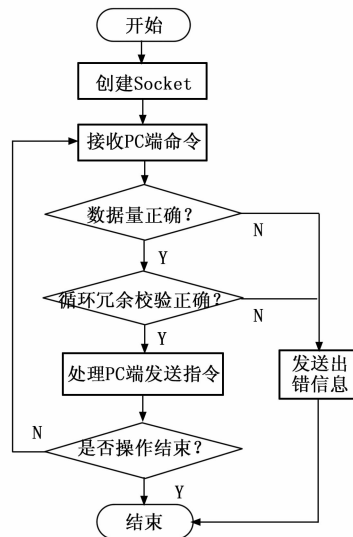 开始
创建Socket
接收PC端命令
数据量正确？
N
Y
循环冗余校验正确？
N
Y
处理PC端发送指令
发送出
错信息
N
是否操作结束？
Y
结束